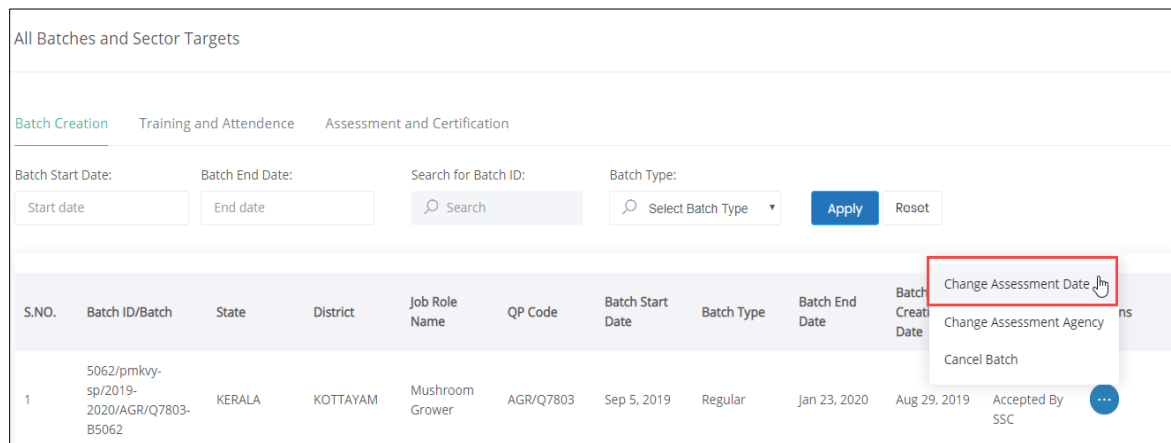 All Batches and Sector Targets
Batch Creation Training and Attendence Assessment and Certification
Batch Start Date: Batch End Date: Search for Batch ID: Batch Type:
Start date End date Search Select Batch Type Apply Reset
Change Assessment Date
Change Assessment Agency
Cancel Batch
S.NO. Batch ID/Batch State District Job Role Name QP Code Batch Start Date Batch Type Batch End Date Batch Date
1 5062/pmkvy-sp/2019-2020/AGR/Q7803-B5062 KERALA KOTTAYAM Mushroom Grower AGR/Q7803 Sep 5, 2019 Regular Jan 23, 2020 Aug 29, 2019 Accepted By SSC